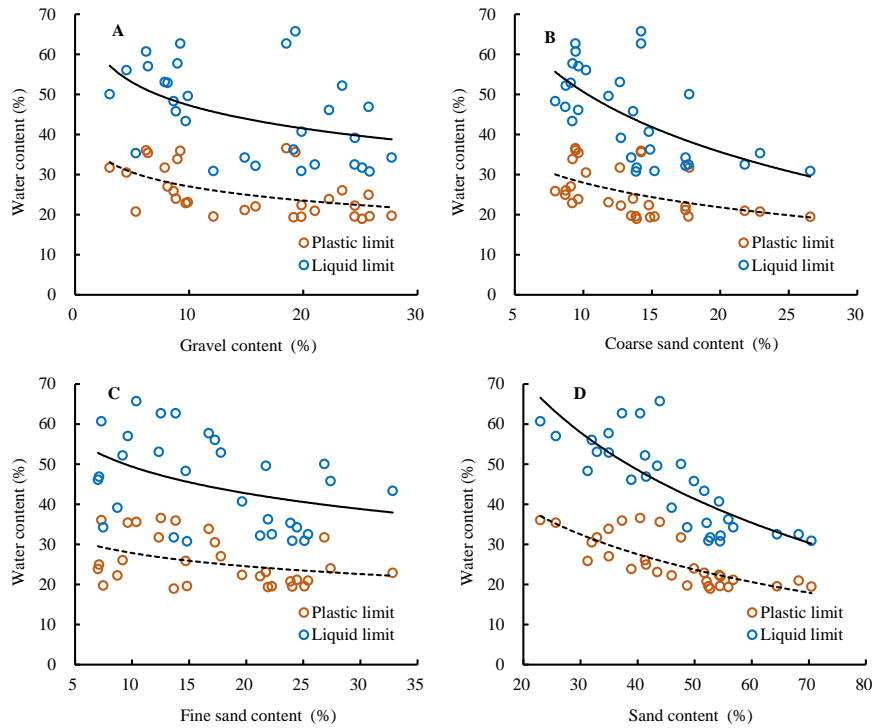 A
Water content (%)
70
60
50
40
30
20
10
0
Plastic limit
Liquid limit
0 10 20 30
Gravel content (%)
B
Water content (%)
70
60
50
40
30
20
10
0
Plastic limit
Liquid limit
5 10 15 20 25 30
Coarse sand content (%)
C
Water content (%)
70
60
50
40
30
20
10
0
Plastic limit
Liquid limit
5 10 15 20 25 30 35
Fine sand content (%)
D
Water content (%)
70
60
50
40
30
20
10
0
Plastic limit
Liquid limit
20 30 40 50 60 70 80
Sand content (%)